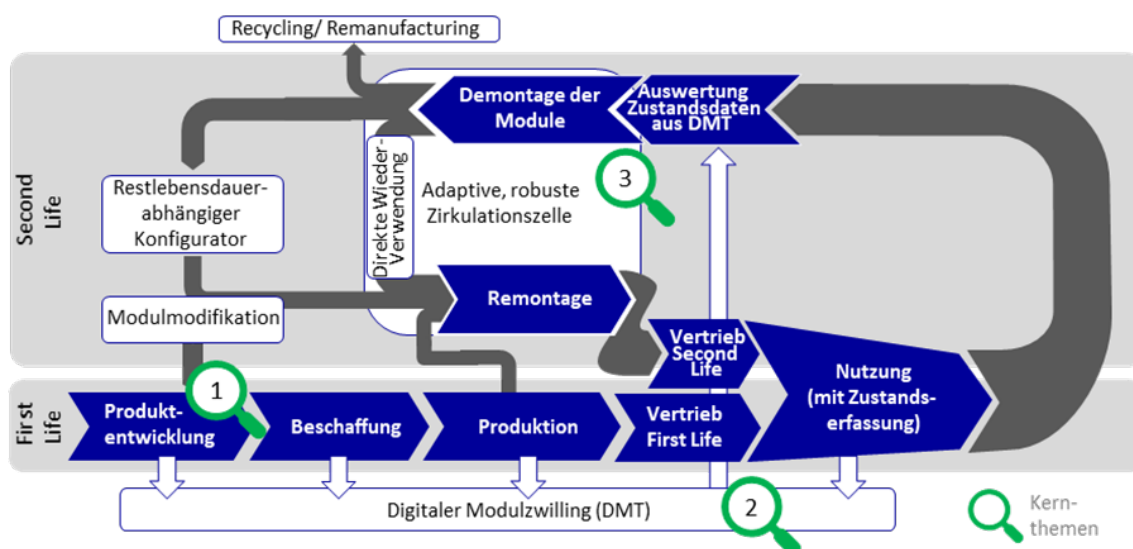 Recycling/ Remanufacturing
Second
Life
Demontage der
Module
Auswertung
Zustandsdaten
aus DMT
Restlebensdauer-
abhängiger
Konfigurator
Direkte Wieder-
Verwendung
Adaptive, robuste
Zirkulationszelle
3
Modulmodifikation
Remontage
Vertrieb
Second
Life
Nutzung
(mit Zustands-
erfassung)
First
Life
1
Produkt-
entwicklung
Beschaffung
Produktion
Vertrieb
First Life
Digitaler Modulzwilling (DMT)
2
Kern-
themen